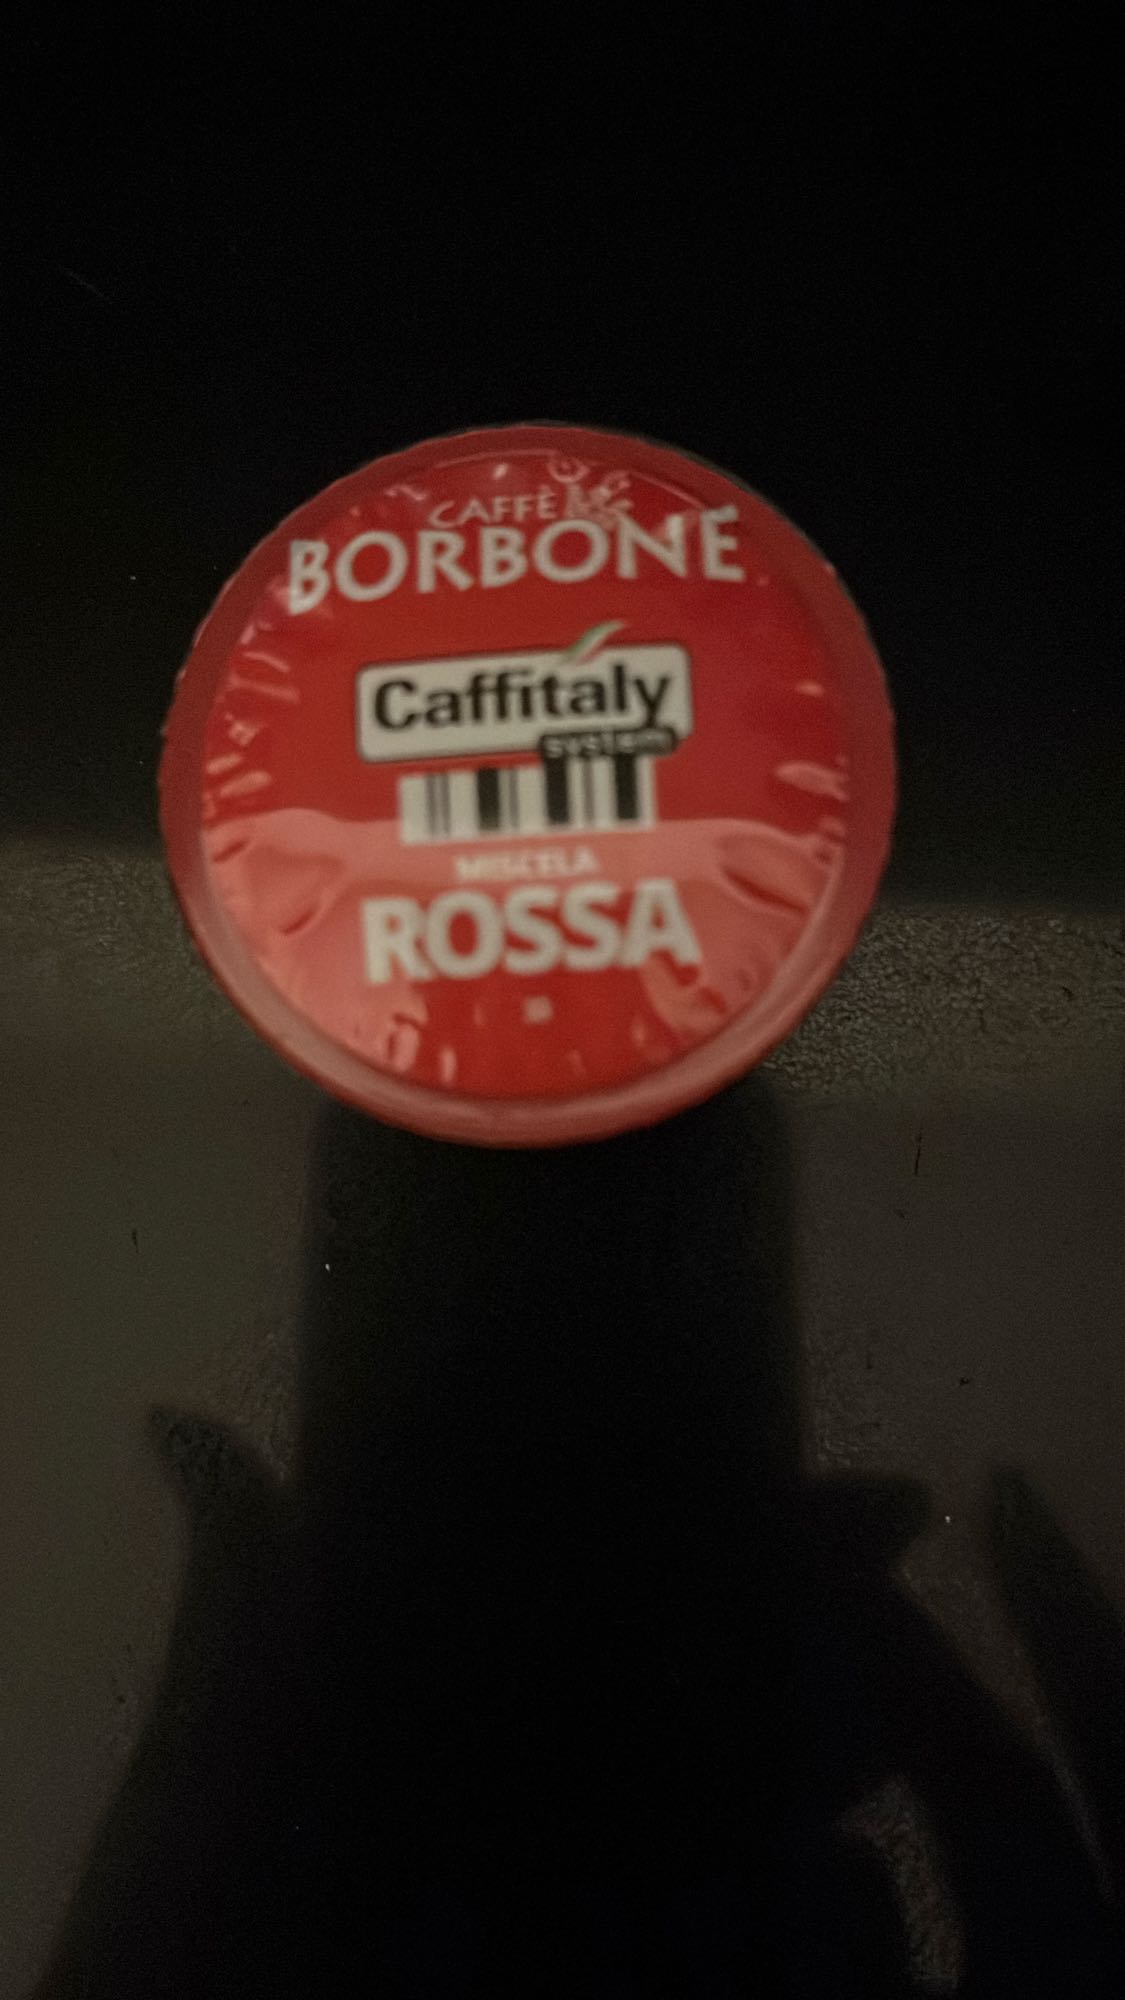 CAFFÈ
BORBONE
Caffitaly
system
MISCELA
ROSSA